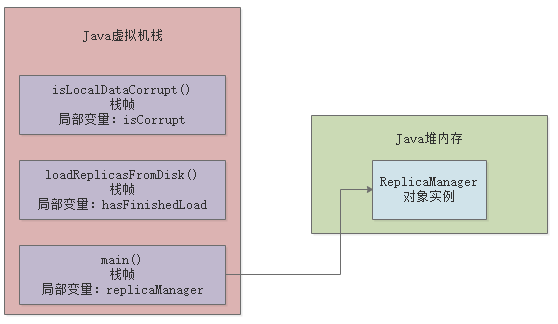 Java虚拟机栈
isLocalDataCorrupt()
栈帧
局部变量：isCorrupt
loadReplicasFromDisk()
栈帧
局部变量：hasFinishedLoad
main()
栈帧
局部变量：replicaManager
Java堆内存
ReplicaManager
对象实例